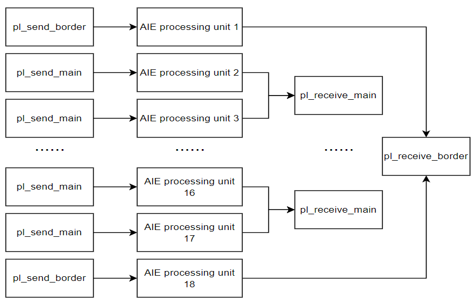 pl_send_border
AIE processing unit 1
pl_send_main
AIE processing unit 2
pl_receive_main
pl_send_main
AIE processing unit 3
pl_receive_border
......
......
......
pl_send_main
AIE processing unit
16
pl_receive_main
pl_send_main
AIE processing unit
17
pl_send_border
AIE processing unit
18